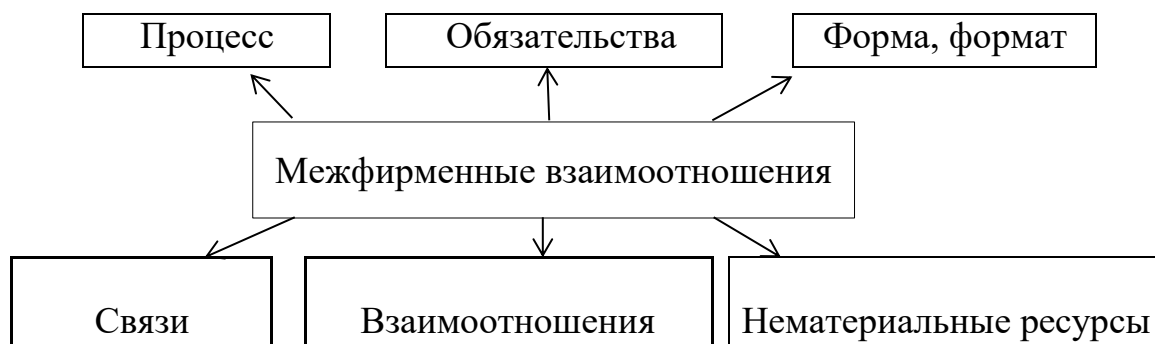 Процесс
Обязательства
Форма, формат
Межфирменные взаимоотношения
Связи
Взаимоотношения
Нематериальные ресурсы